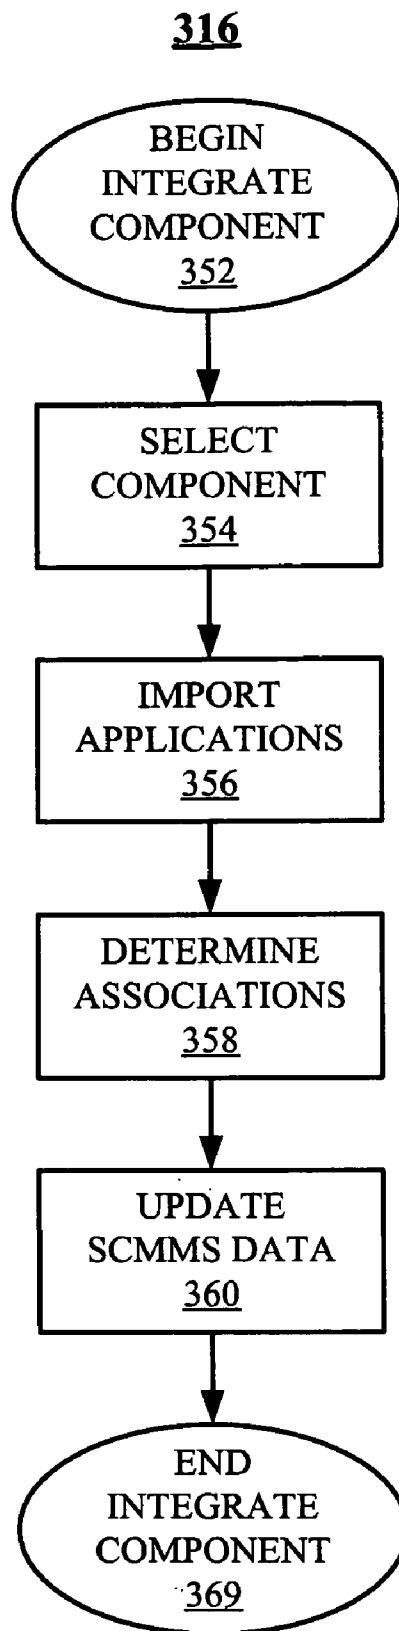 316
BEGIN
INTEGRATE
COMPONENT
352
SELECT
COMPONENT
354
IMPORT
APPLICATIONS
356
DETERMINE
ASSOCIATIONS
358
UPDATE
SCMMS DATA
360
END
INTEGRATE
COMPONENT
369